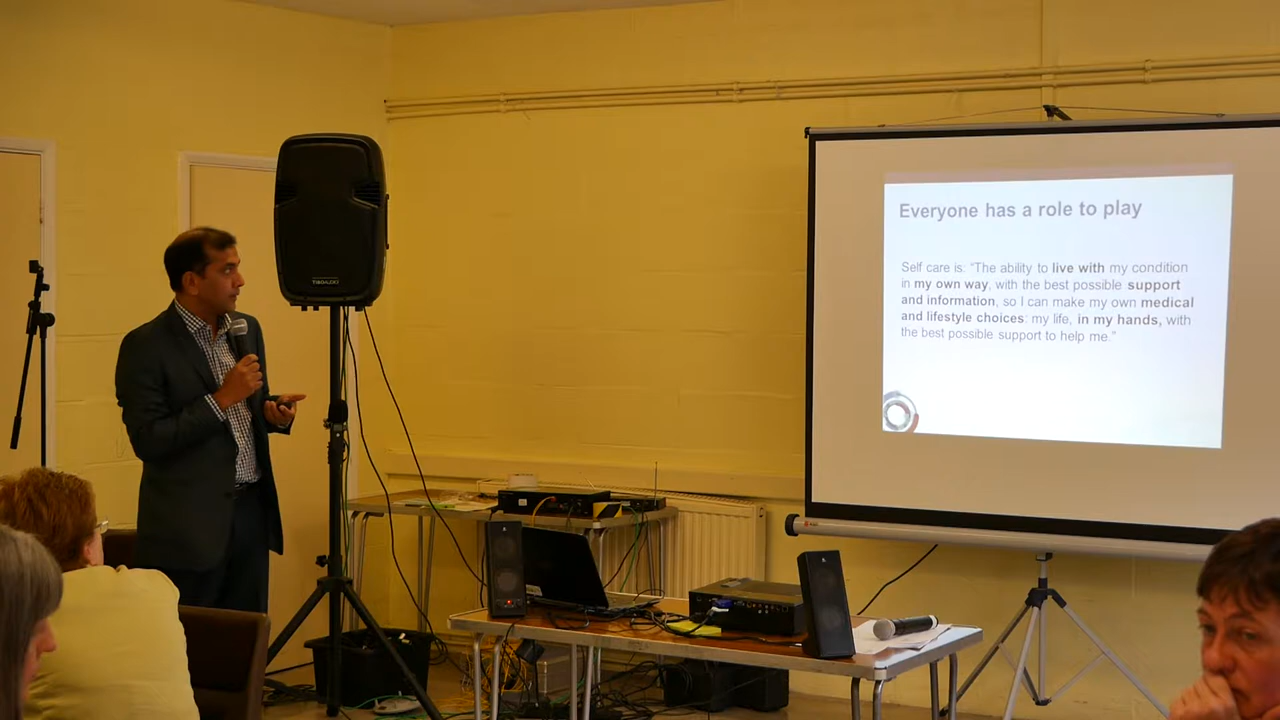 Everyone has a role to play
Self care is: “The ability to live with my condition
in my own way, with the best possible support
and information, so I can make my own medical
and lifestyle choices: my life, in my hands, with
the best possible support to help me.”